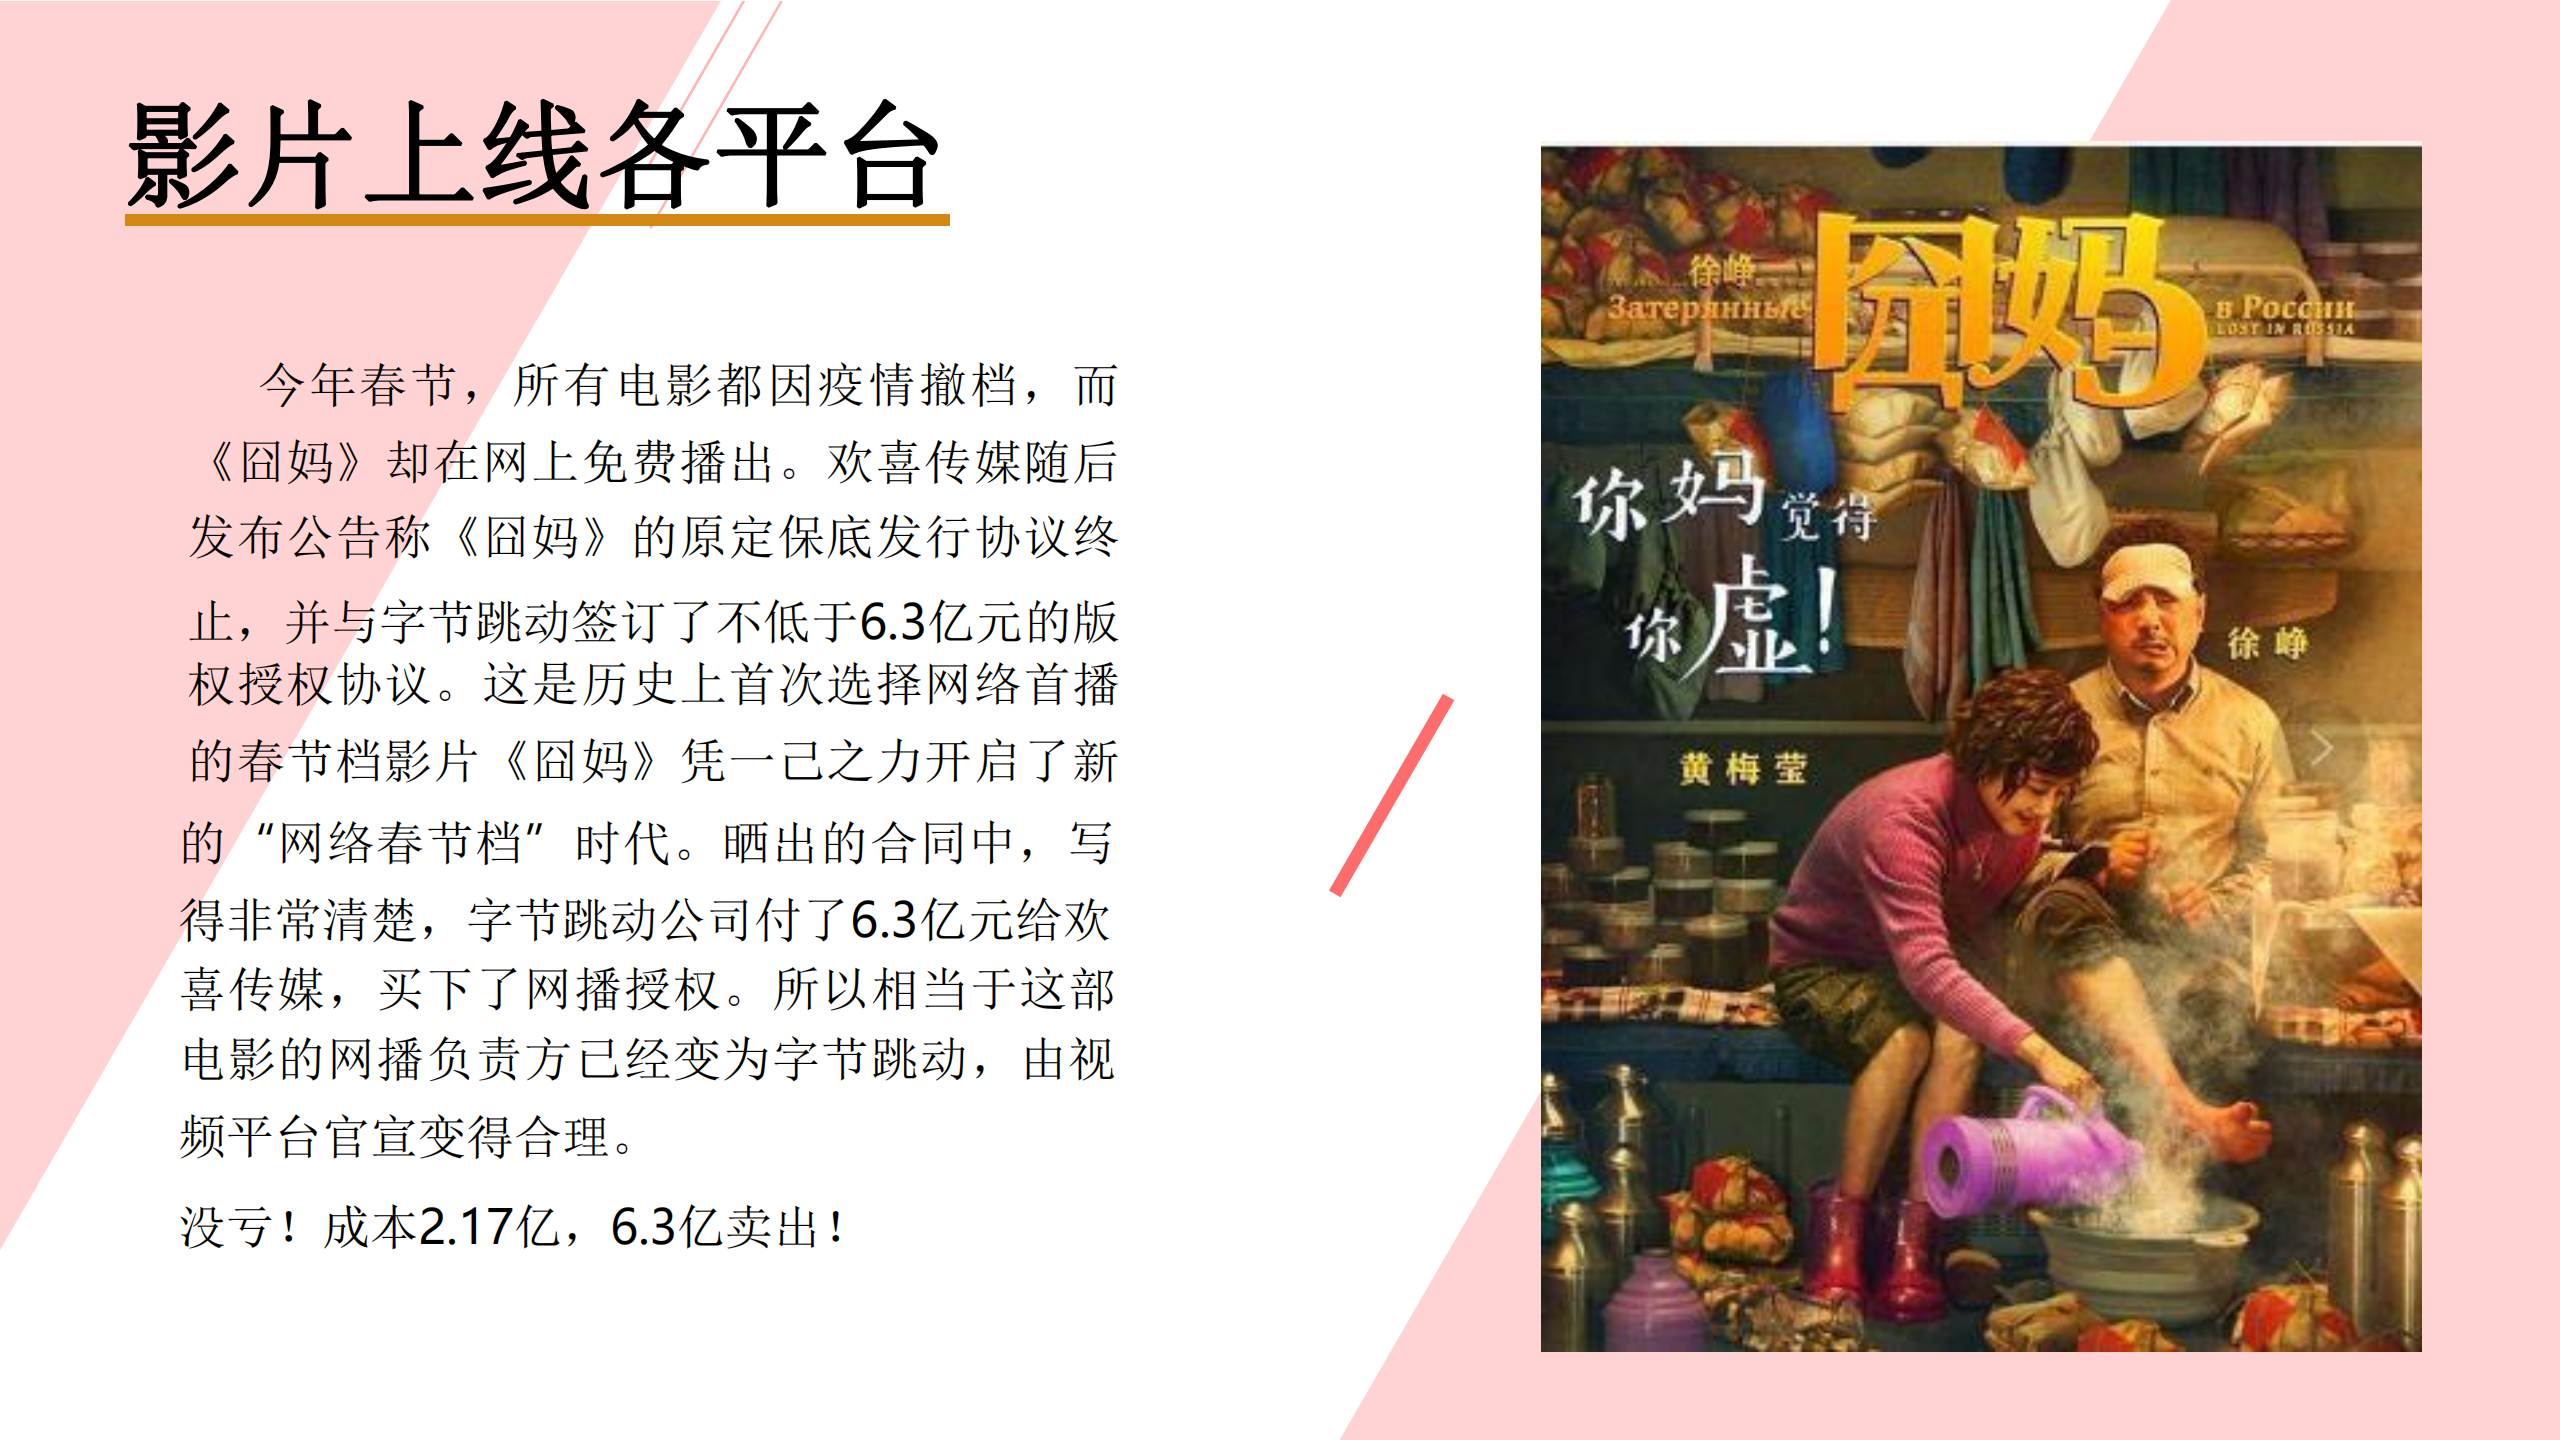 影片上线各平台
今年春节，所有电影都因疫情撤档，而
《囧妈》却在网上免费播出。欢喜传媒随后
发布公告称《囧妈》的原定保底发行协议终
止，并与字节跳动签订了不低于6.3亿元的版
权授权协议。这是历史上首次选择网络首播
的春节档影片《囧妈》凭一己之力开启了新
的“网络春节档”时代。晒出的合同中，写
得非常清楚，字节跳动公司付了6.3亿元给欢
喜传媒，买下了网播授权。所以相当于这部
电影的网播负责方已经变为字节跳动，由视
频平台官宣变得合理。
没亏！成本2.17亿，6.3亿卖出！
徐峥
囧妈
Затерянные
в России
LOST IN RUSSIA
你妈觉得
你虚！
徐峥
黄梅莹